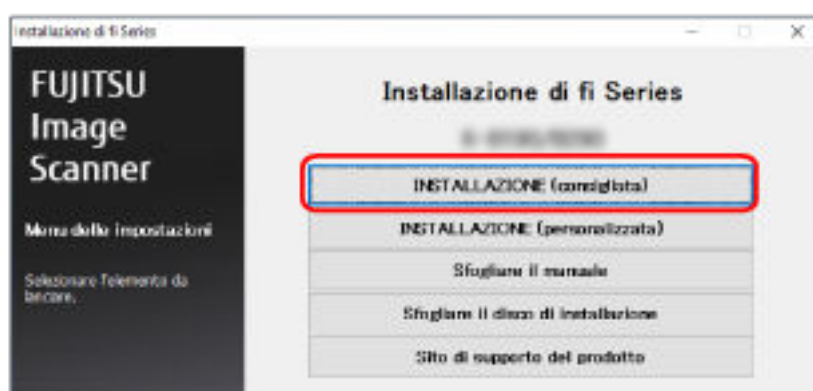 Installazione di fi Series
FUJITSU
Image
Scanner
Menu delle impostazioni
Selezionare l'elemento da
lanciare.
Installazione di fi Series
INSTALLAZIONE (consigliata)
INSTALLAZIONE (personalizzata)
Sfogliare il manuale
Sfogliare il disco di installazione
Sito di supporto del prodotto